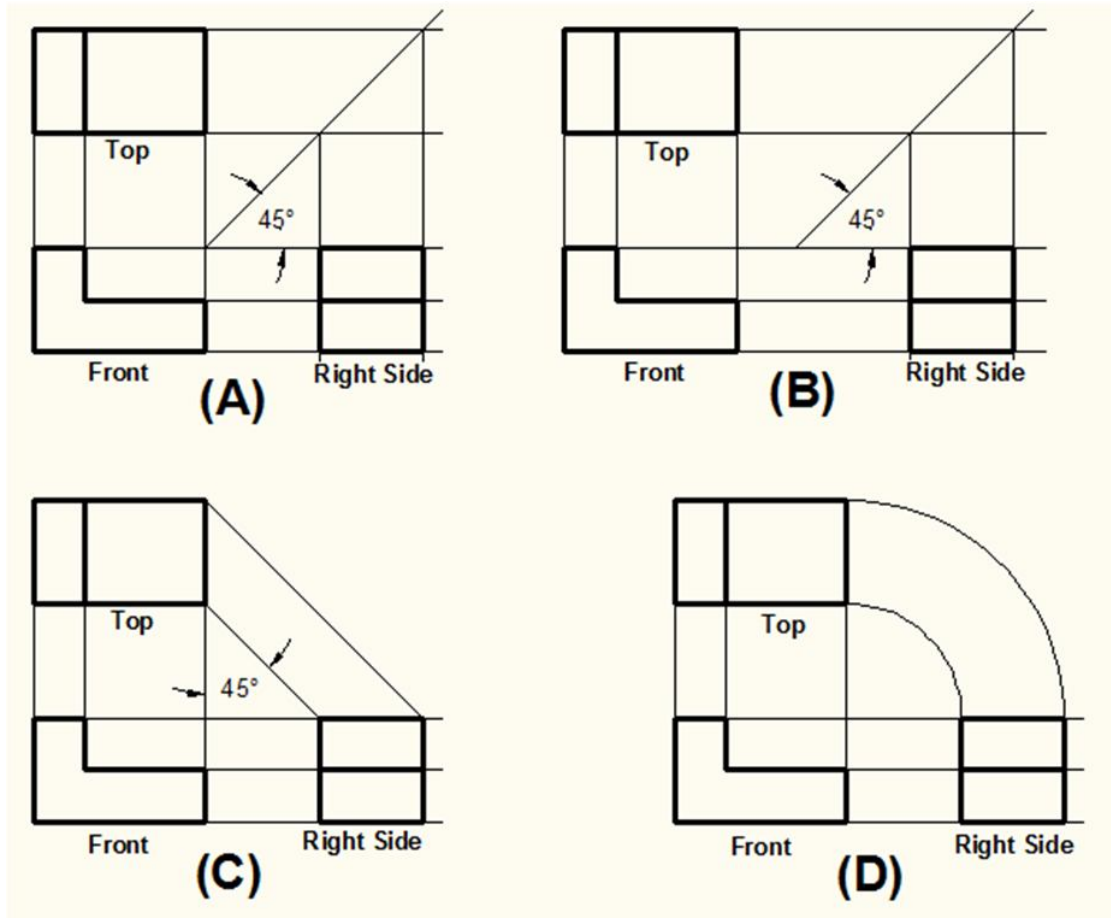 Top
45°
Front
Right Side
(A)
Top
45°
Front
Right Side
(B)
Top
45°
Front
Right Side
(C)
Top
Front
Right Side
(D)